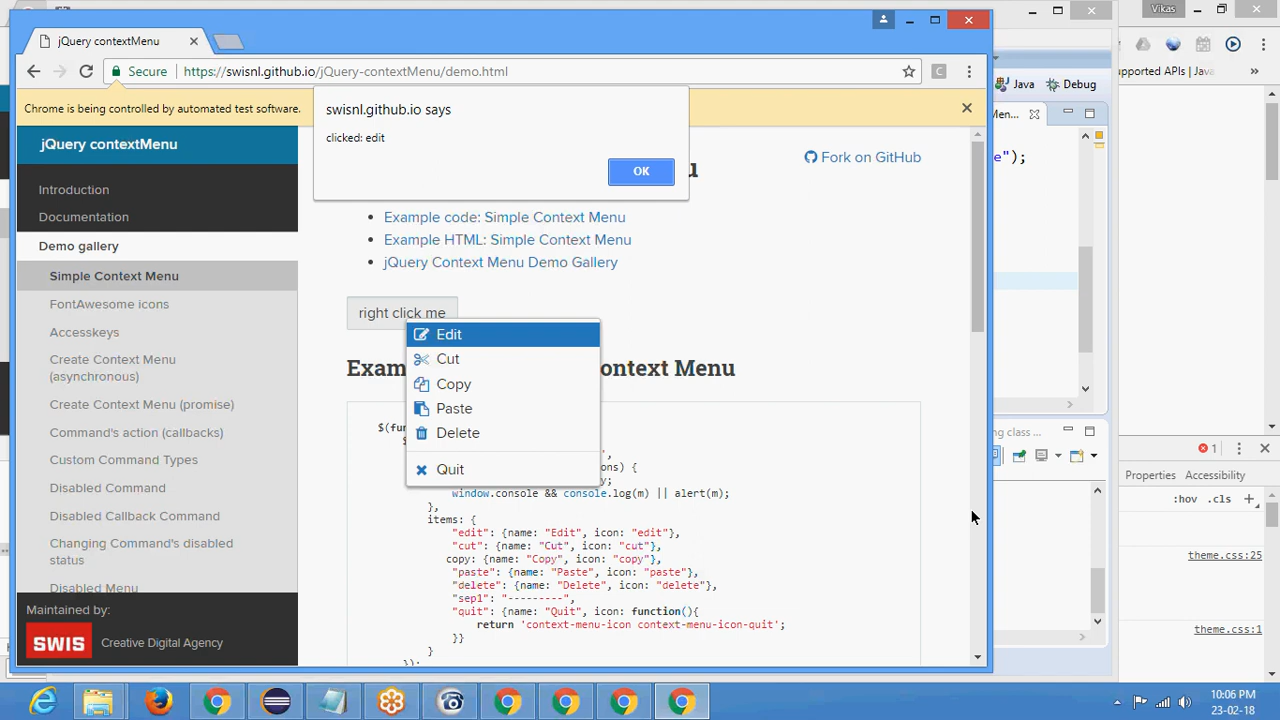 Vikas
jQuery contextMenu
Secure
https://swisnl.github.io/jQuery-contextMenu/demo.html
C
upported APIs | Java
»
Java
Debug
Chrome is being controlled by automated test software.
swisnl.github.io says
clicked: edit
OK
jQuery contextMenu
Introduction
Documentation
Demo gallery
Simple Context Menu
FontAwesome icons
Accesskeys
Create Context Menu
(asynchronous)
Create Context Menu (promise)
Command's action (callbacks)
Custom Command Types
Disabled Command
Disabled Callback Command
Changing Command's disabled
status
Disabled Menu
Maintained by:
SWIS
Creative Digital Agency
u
Fork on GitHub
Example code: Simple Context Menu
Example HTML: Simple Context Menu
jQuery Context Menu Demo Gallery
right click me
Edit
Cut
Copy
Paste
Delete
Quit
Exam
ontext Menu
$(fun
$
',
ons) {
y;
window.console && console.log(m) || alert(m);
},
items: {
"edit": {name: "Edit", icon: "edit"},
"cut": {name: "Cut", icon: "cut"},
copy: {name: "Copy", icon: "copy"},
"paste": {name: "Paste", icon: "paste"},
"delete": {name: "Delete", icon: "delete"},
"sep1": "---------",
"quit": {name: "Quit", icon: function(){
return 'context-menu-icon context-menu-icon-quit';
}}
}
});
Men...
e");
ng class ...
1
Properties
Accessibility
:hov .cls
theme.css:25
theme.css:1
10:06 PM
23-02-18